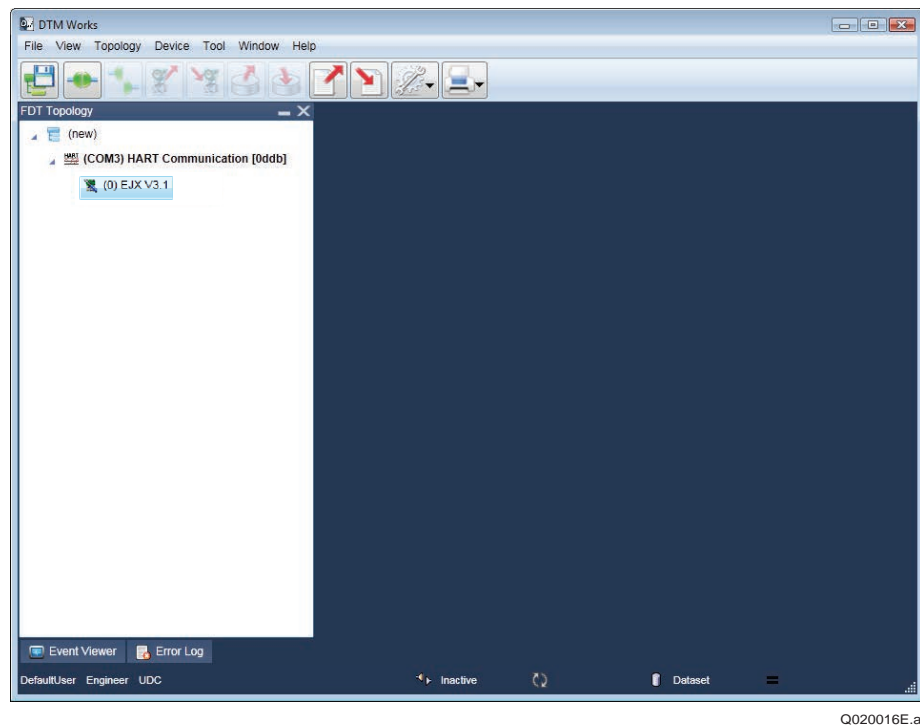 DTM Works
File View Topology Device Tool Window Help
FDT Topology
(new)
HART (COM3) HART Communication [0ddb]
(0) EJX V3.1
Event Viewer Error Log
DefaultUser Engineer UDC Inactive Dataset
Q020016E.a